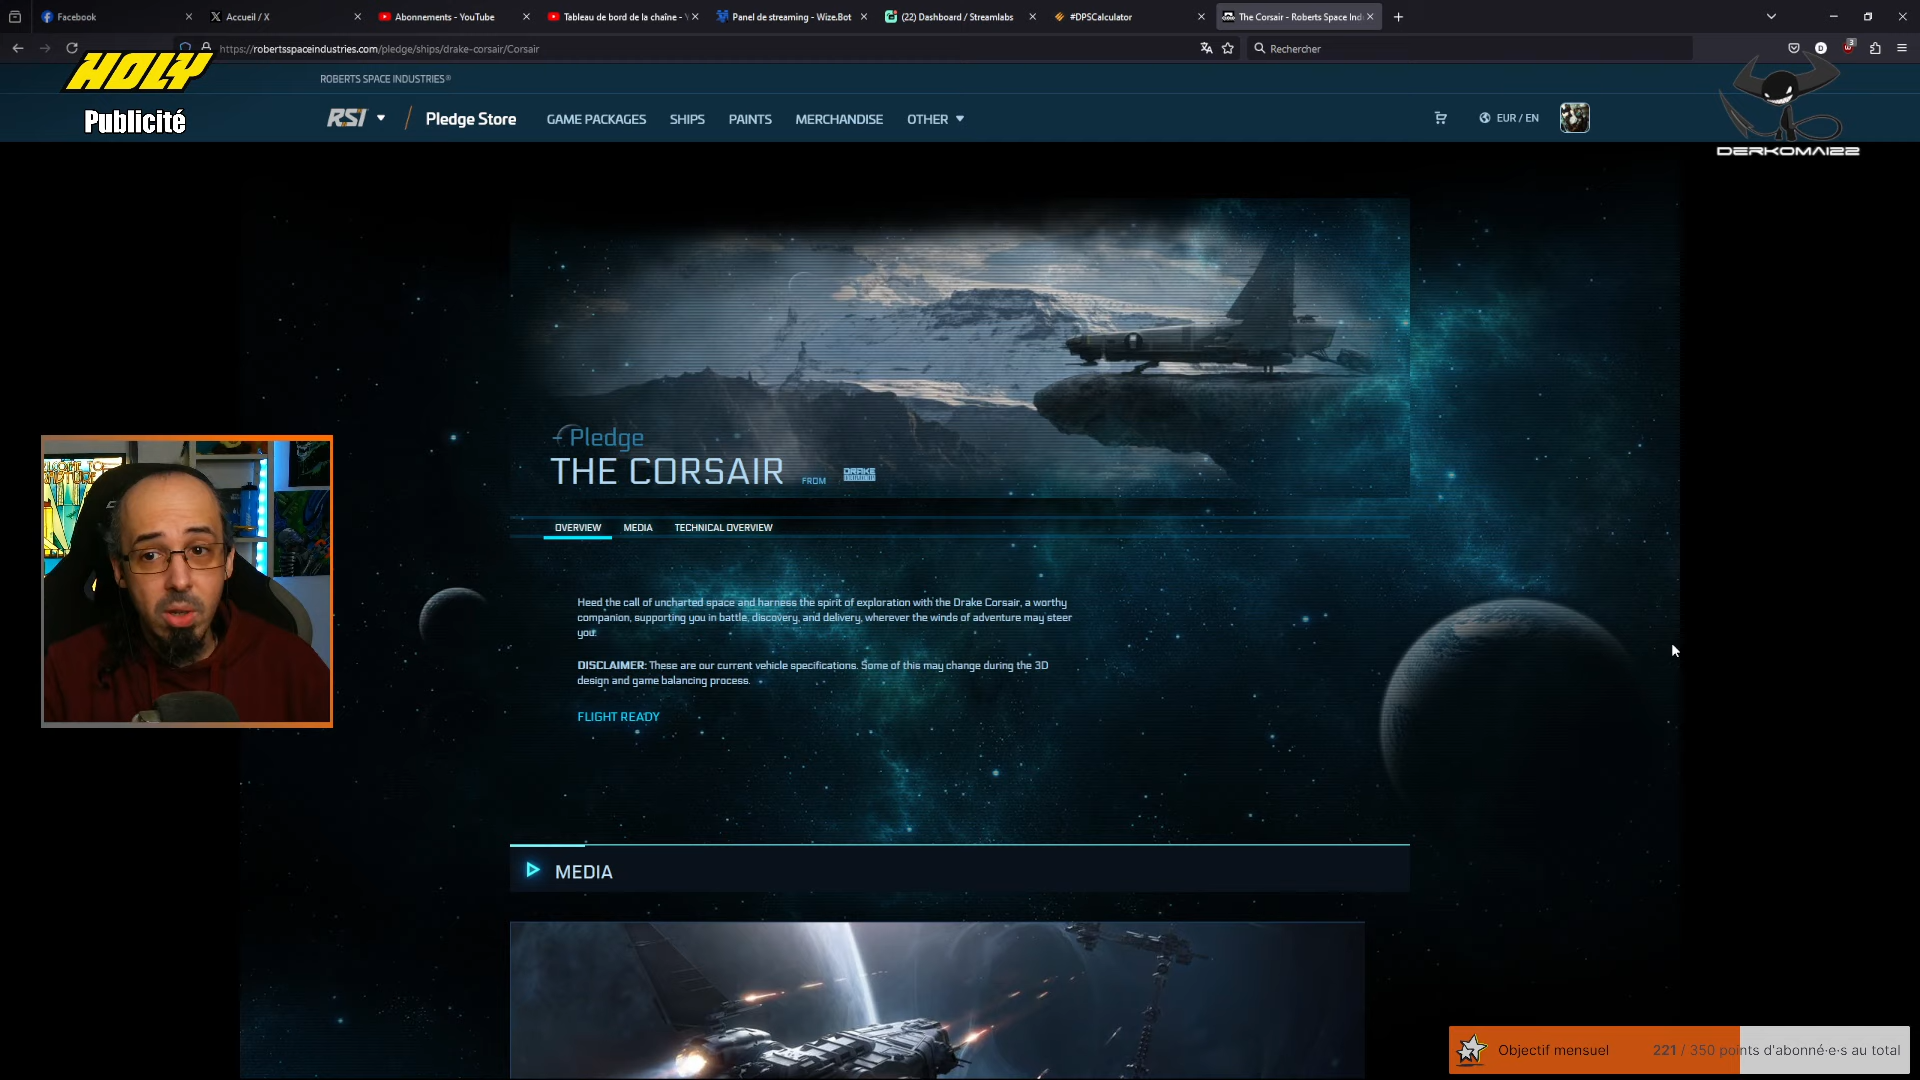 Facebook
Accueil / X
Abonnements - YouTube
Tableau de bord de la chaîne -
Panel de streaming - Wize.Bot
(22) Dashboard / Streamlabs
#DPSCalculator
The Corsair - Roberts Space Ind
https://robertsspaceindustries.com/pledge/ships/drake-corsair/Corsair
Rechercher
3
HOLY
Publicité
ROBERTS SPACE INDUSTRIES®
RSI
/
Pledge Store
GAME PACKAGES
SHIPS
PAINTS
MERCHANDISE
OTHER
EUR / EN
DERKOMAI22
Pledge
THE CORSAIR
FROM
DRAKE
OVERVIEW
MEDIA
TECHNICAL OVERVIEW
Heed the call of uncharted space and harness the spirit of exploration with the Drake Corsair, a worthy
companion, supporting you in battle, discovery, and delivery, wherever the winds of adventure may steer
you.
DISCLAIMER: These are our current vehicle specifications. Some of this may change during the 3D
design and game balancing process.
FLIGHT READY
MEDIA
Objectif mensuel
221 / 350 points d'abonné·e·s au total